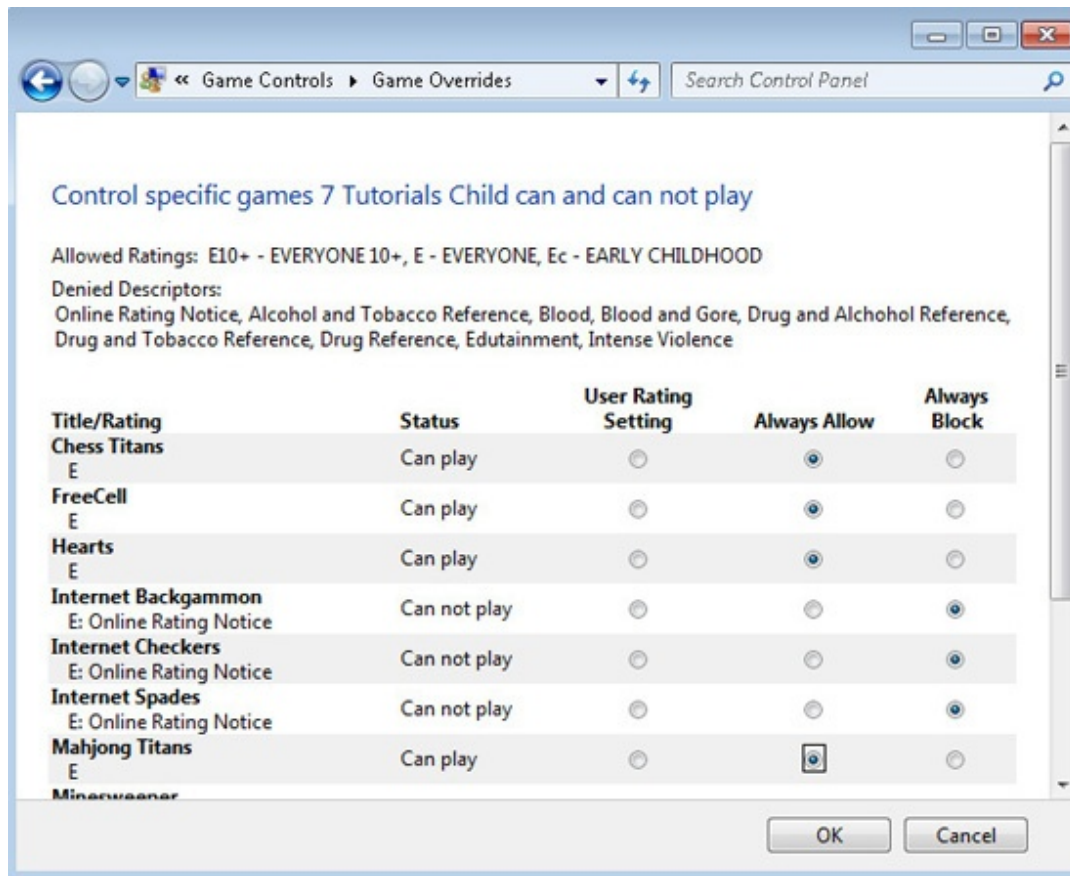 « Game Controls ▸ Game Overrides Search Control Panel
Control specific games 7 Tutorials Child can and can not play
Allowed Ratings: E10+ - EVERYONE 10+, E - EVERYONE, Ec - EARLY CHILDHOOD
Denied Descriptors:
Online Rating Notice, Alcohol and Tobacco Reference, Blood, Blood and Gore, Drug and Alchohol Reference,
Drug and Tobacco Reference, Drug Reference, Edutainment, Intense Violence
User Rating Always
Title/Rating Status Setting Always Allow Block
Chess Titans
E Can play
FreeCell
E Can play
Hearts
E Can play
Internet Backgammon
E: Online Rating Notice Can not play
Internet Checkers
E: Online Rating Notice Can not play
Internet Spades
E: Online Rating Notice Can not play
Mahjong Titans
E Can play
Minesweeper
OK Cancel